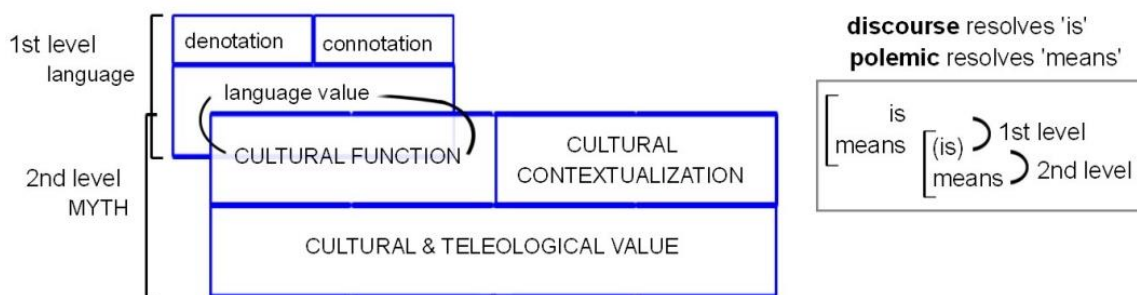 1st level
language
denotation
connotation
language value
2nd level
MYTH
CULTURAL FUNCTION
CULTURAL
CONTEXTUALIZATION
CULTURAL & TELEOLOGICAL VALUE
discourse resolves 'is'
polemic resolves 'means'
is
means
(is)
means
1st level
2nd level